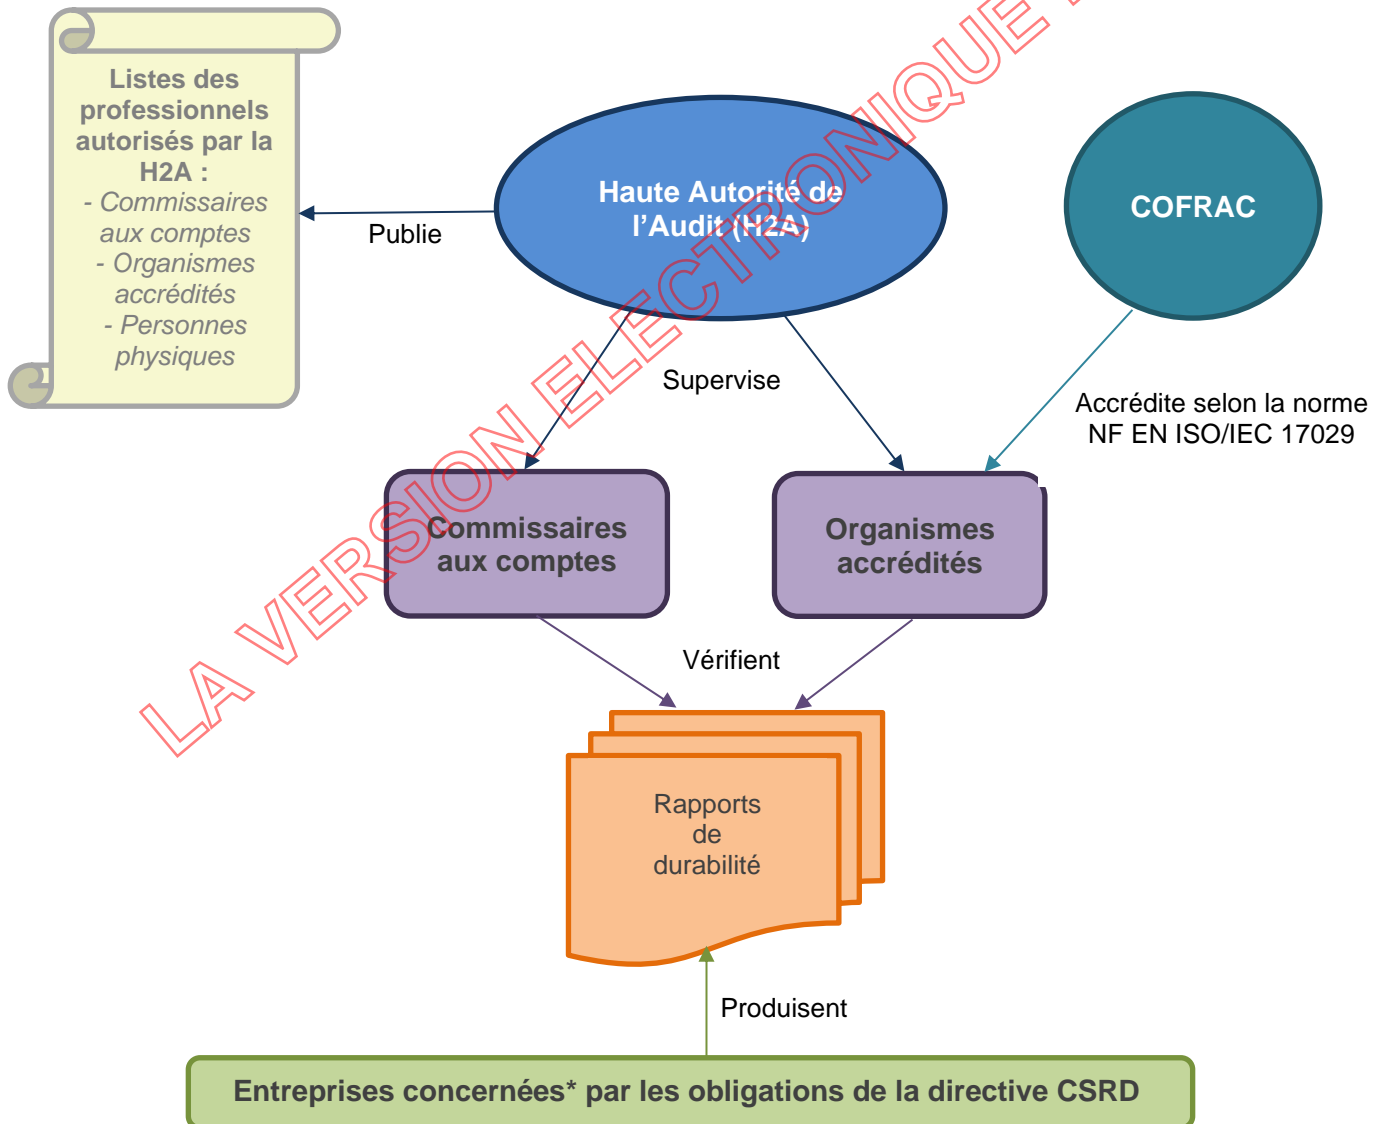 Listes des
professionnels
autorisés par la
H2A :
- Commissaires
aux comptes
- Organismes
accrédités
- Personnes
physiques
Publie
Haute Autorité de
l'Audit (H2A)
COFRAC
Supervise
Accrédite selon la norme
NF EN ISO/IEC 17029
Commissaires
aux comptes
Organismes
accrédités
Vérifient
Rapports
de
durabilité
Produisent
Entreprises concernées* par les obligations de la directive CSRD
LA VERSION ELECTRONIQUE